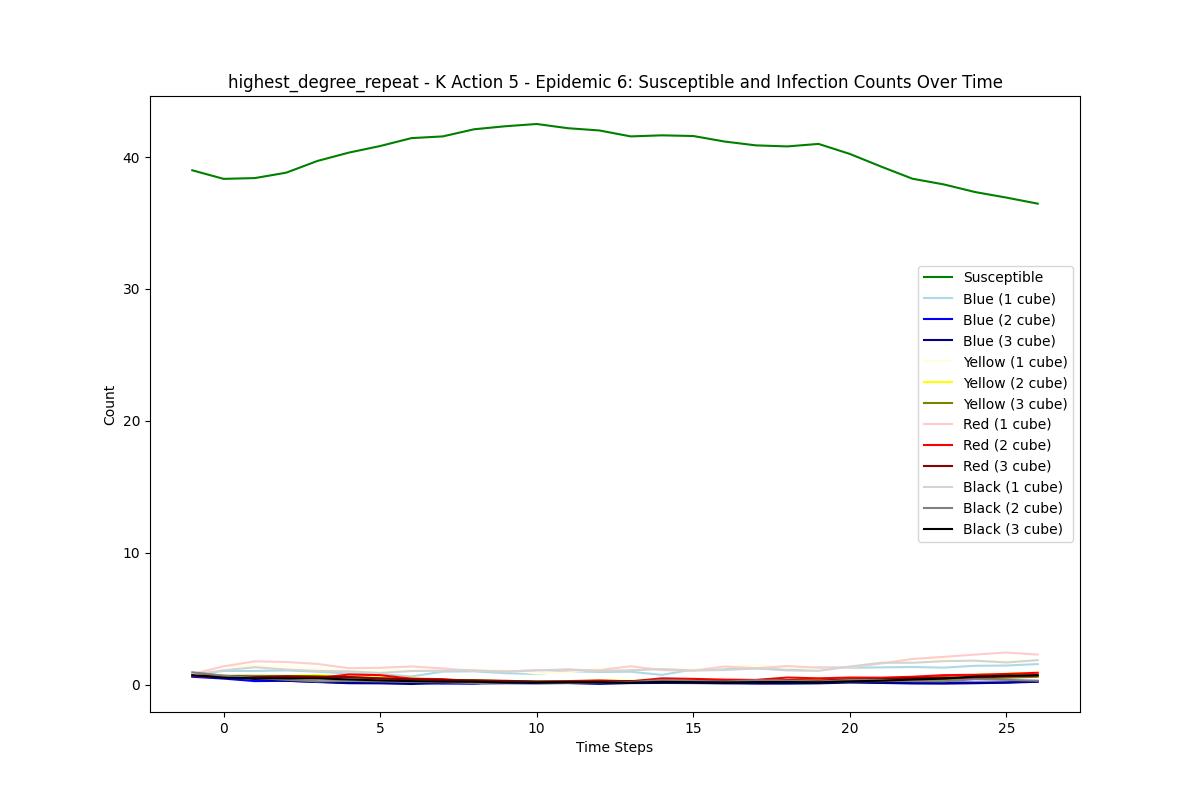 highest_degree_repeat - K Action 5 - Epidemic 6: Susceptible and Infection Counts Over Time
Count
40
30
20
10
0
Susceptible
Blue (1 cube)
Blue (2 cube)
Blue (3 cube)
Yellow (1 cube)
Yellow (2 cube)
Yellow (3 cube)
Red (1 cube)
Red (2 cube)
Red (3 cube)
Black (1 cube)
Black (2 cube)
Black (3 cube)
0 5 10 15 20 25
Time Steps